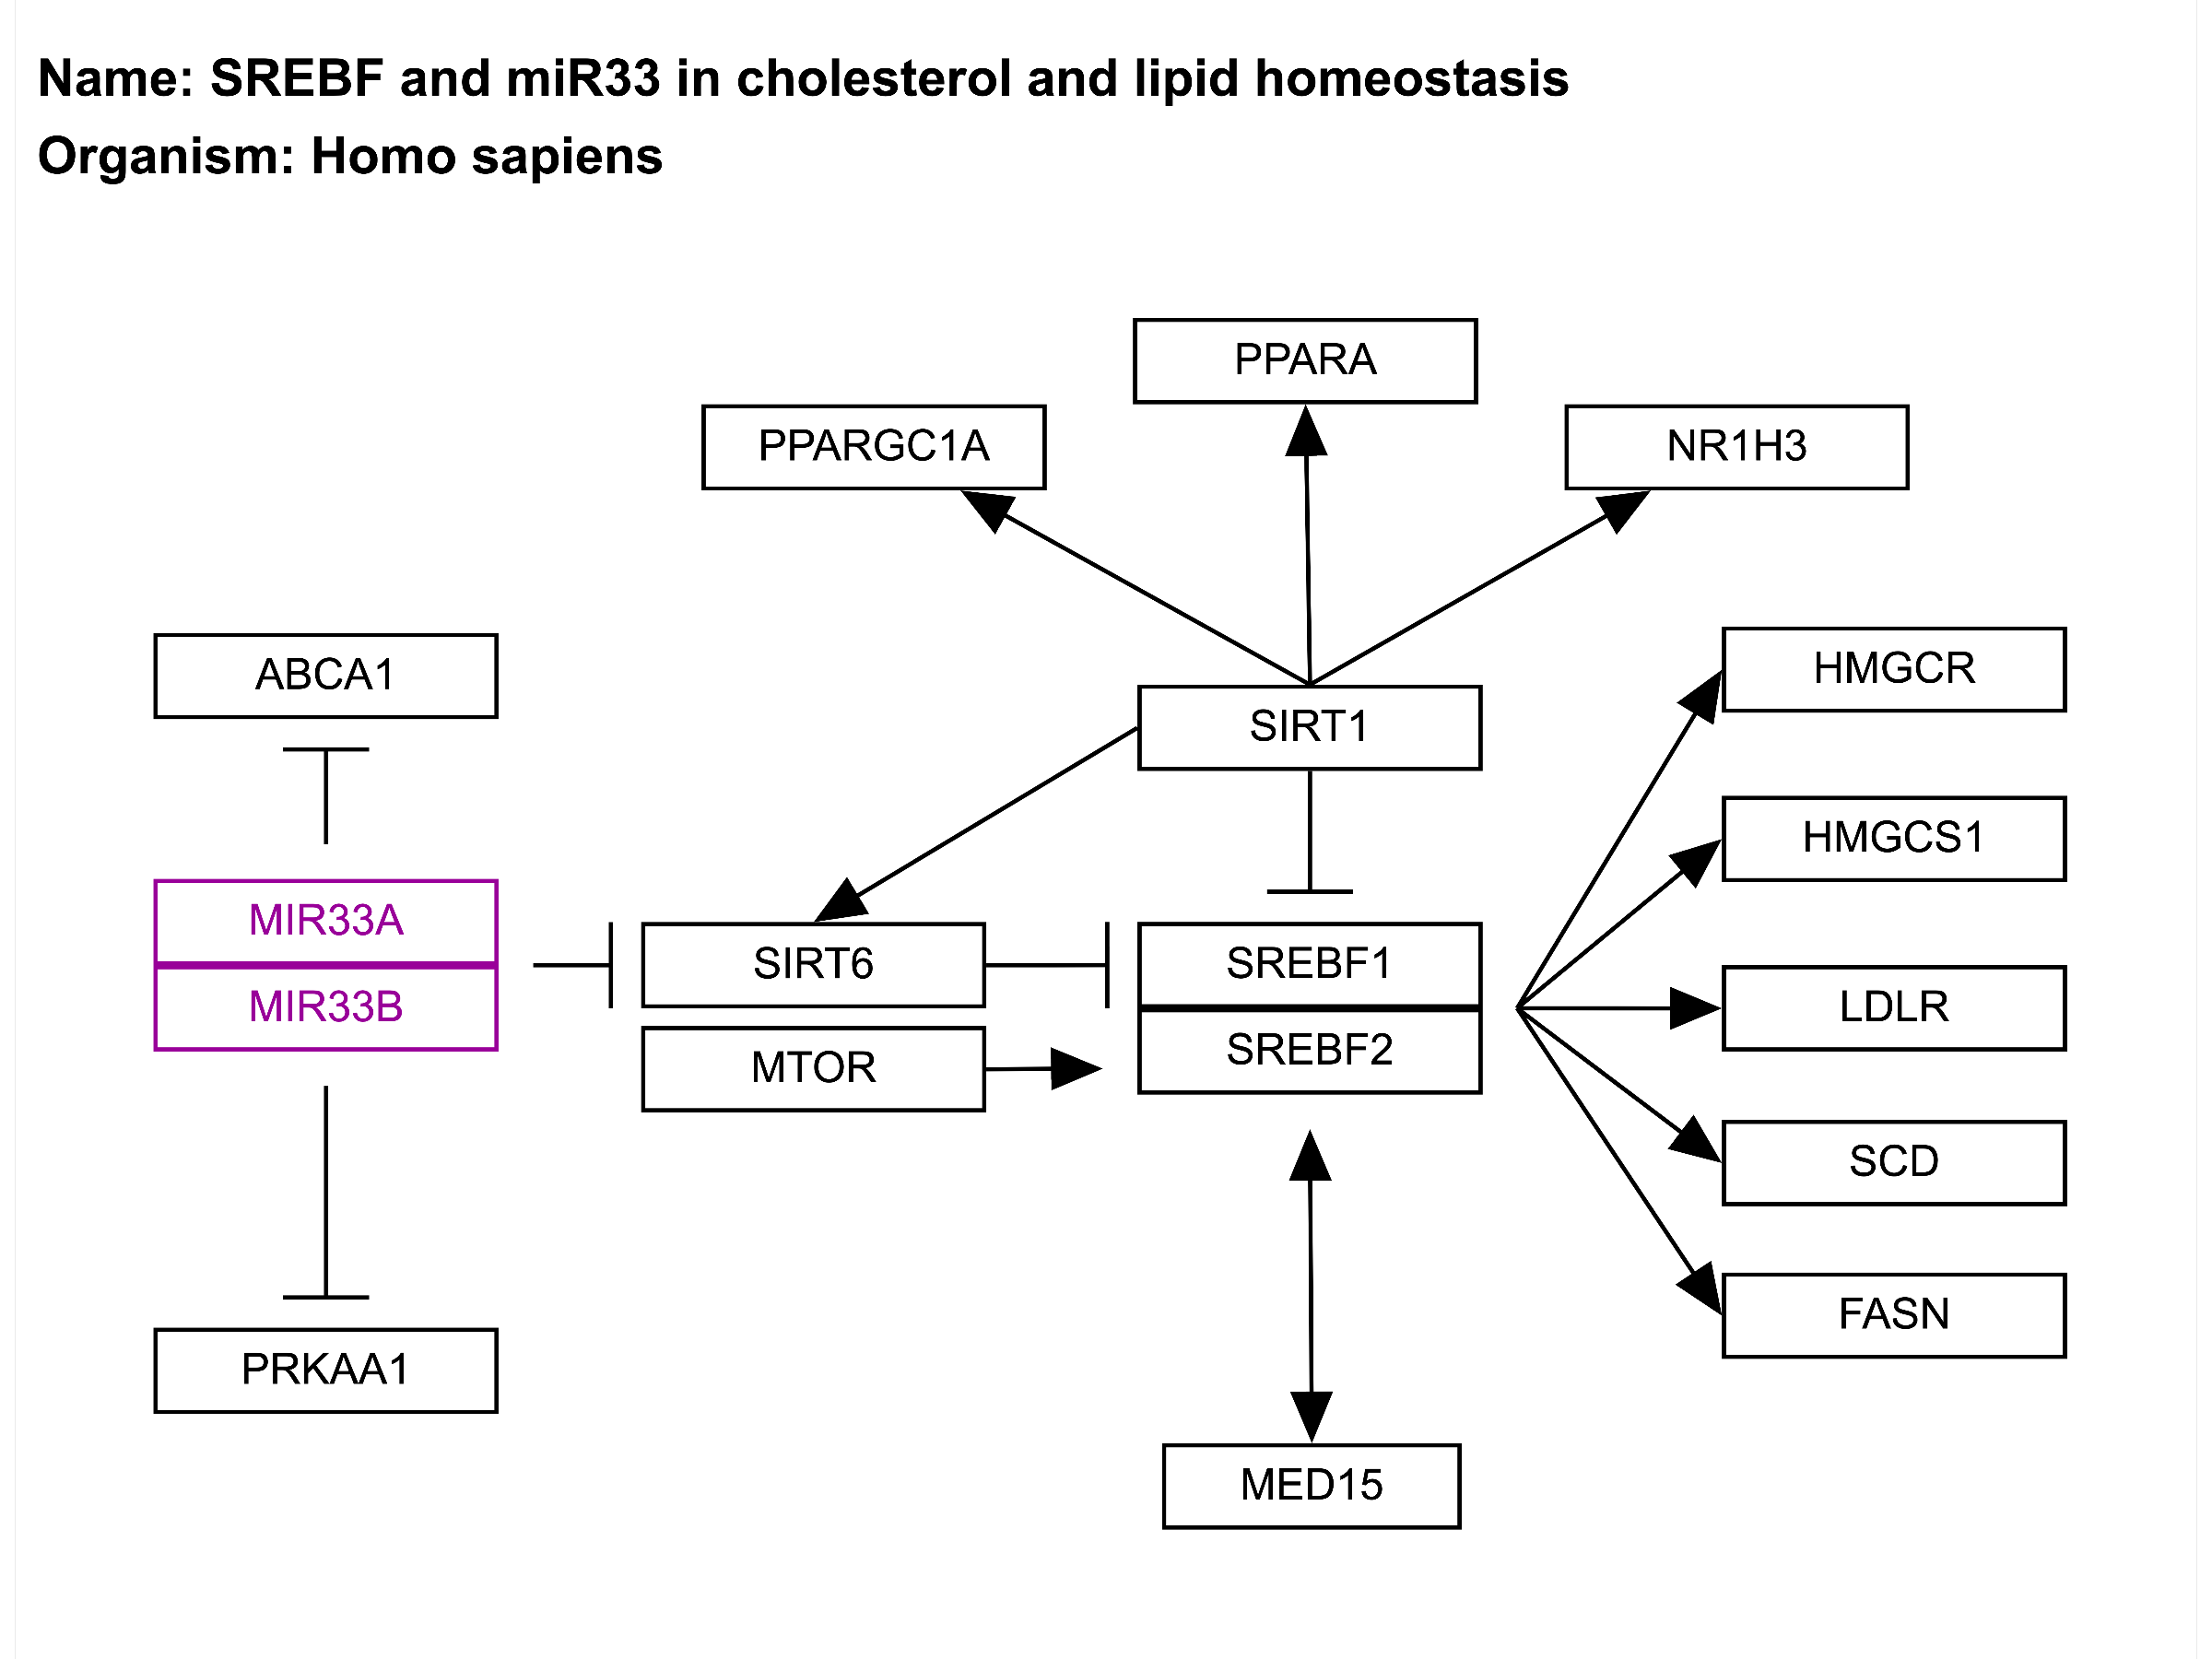 Name: SREBF and miR33 in cholesterol and lipid homeostasis
Organism: Homo sapiens
PPARA
PPARGC1A
NR1H3
ABCA1
HMGCR
SIRT1
HMGCS1
MIR33A
SIRT6
SREBF1
MIR33B
LDLR
MTOR
SREBF2
SCD
FASN
PRKAA1
MED15